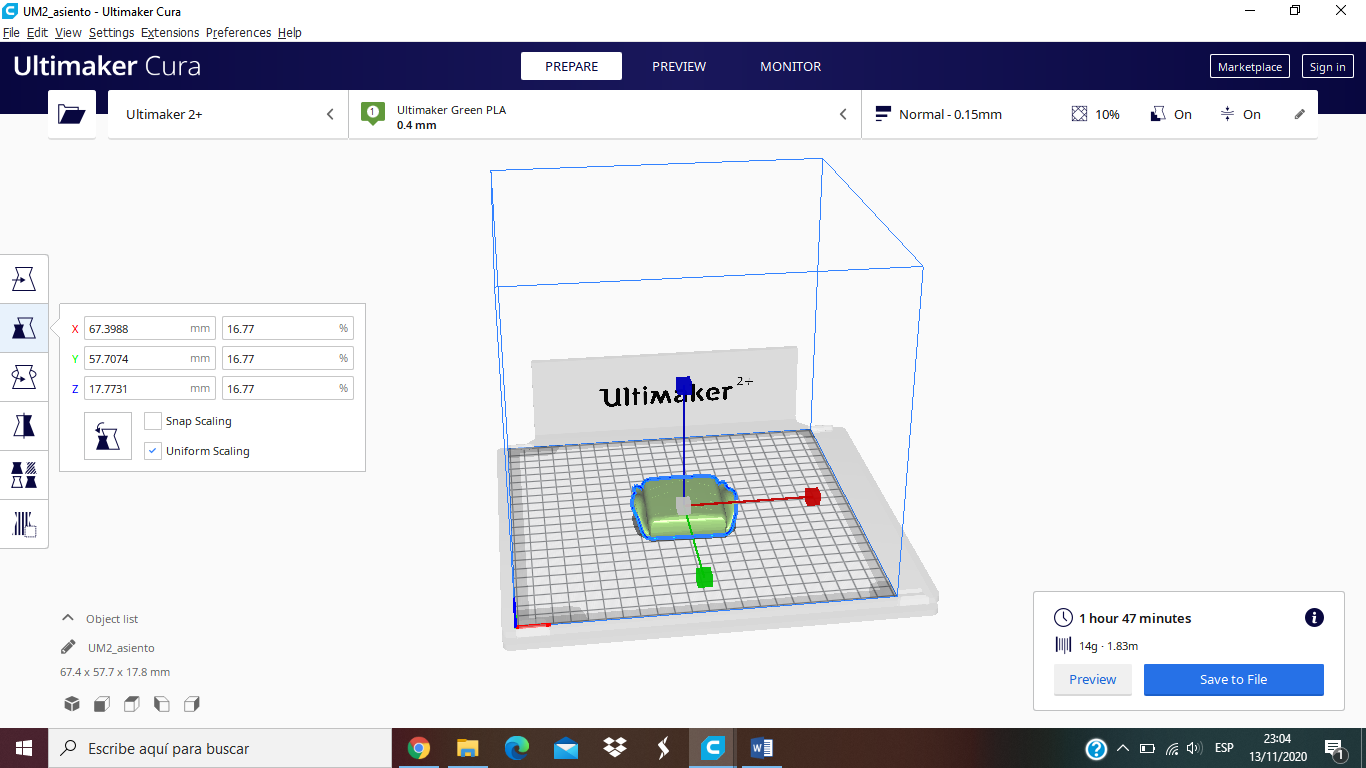 UM2_asiento - Ultimaker Cura
File Edit View Settings Extensions Preferences Help
Ultimaker Cura
PREPARE
PREVIEW
MONITOR
Marketplace
Sign in
Ultimaker 2+
1
Ultimaker Green PLA
0.4 mm
Normal - 0.15mm
10%
On
On
X 67.3988 mm 16.77 %
Y 57.7074 mm 16.77 %
Z 17.7731 mm 16.77 %
Snap Scaling
Uniform Scaling
Ultimaker 2+
Object list
UM2_asiento
67.4 x 57.7 x 17.8 mm
1 hour 47 minutes
14g · 1.83m
Preview
Save to File
Escribe aquí para buscar
ESP
23:04
13/11/2020
1